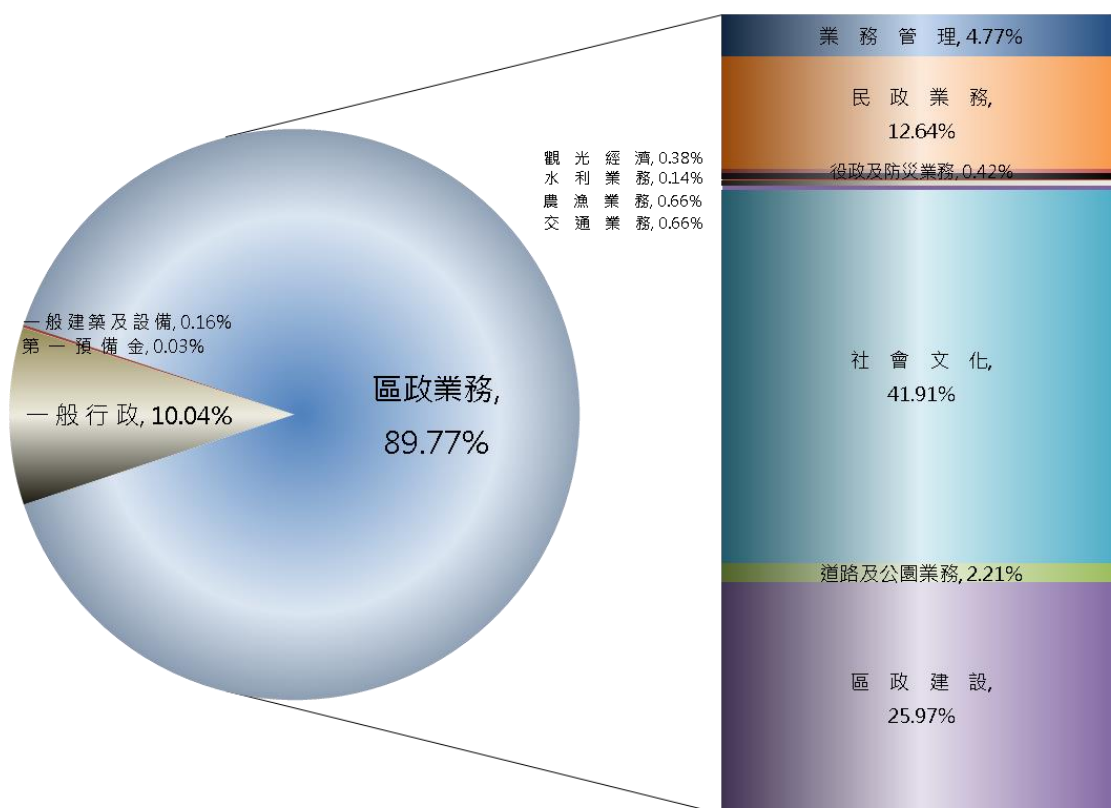 一般建築及設備, 0.16%
第一預備金, 0.03%
一般行政, 10.04%
區政業務,
89.77%
觀光經濟, 0.38%
水利業務, 0.14%
農漁業務, 0.66%
交通業務, 0.66%
業務管理, 4.77%
民政業務,
12.64%
役政及防災業務, 0.42%
社會文化,
41.91%
道路及公園業務, 2.21%
區政建設,
25.97%